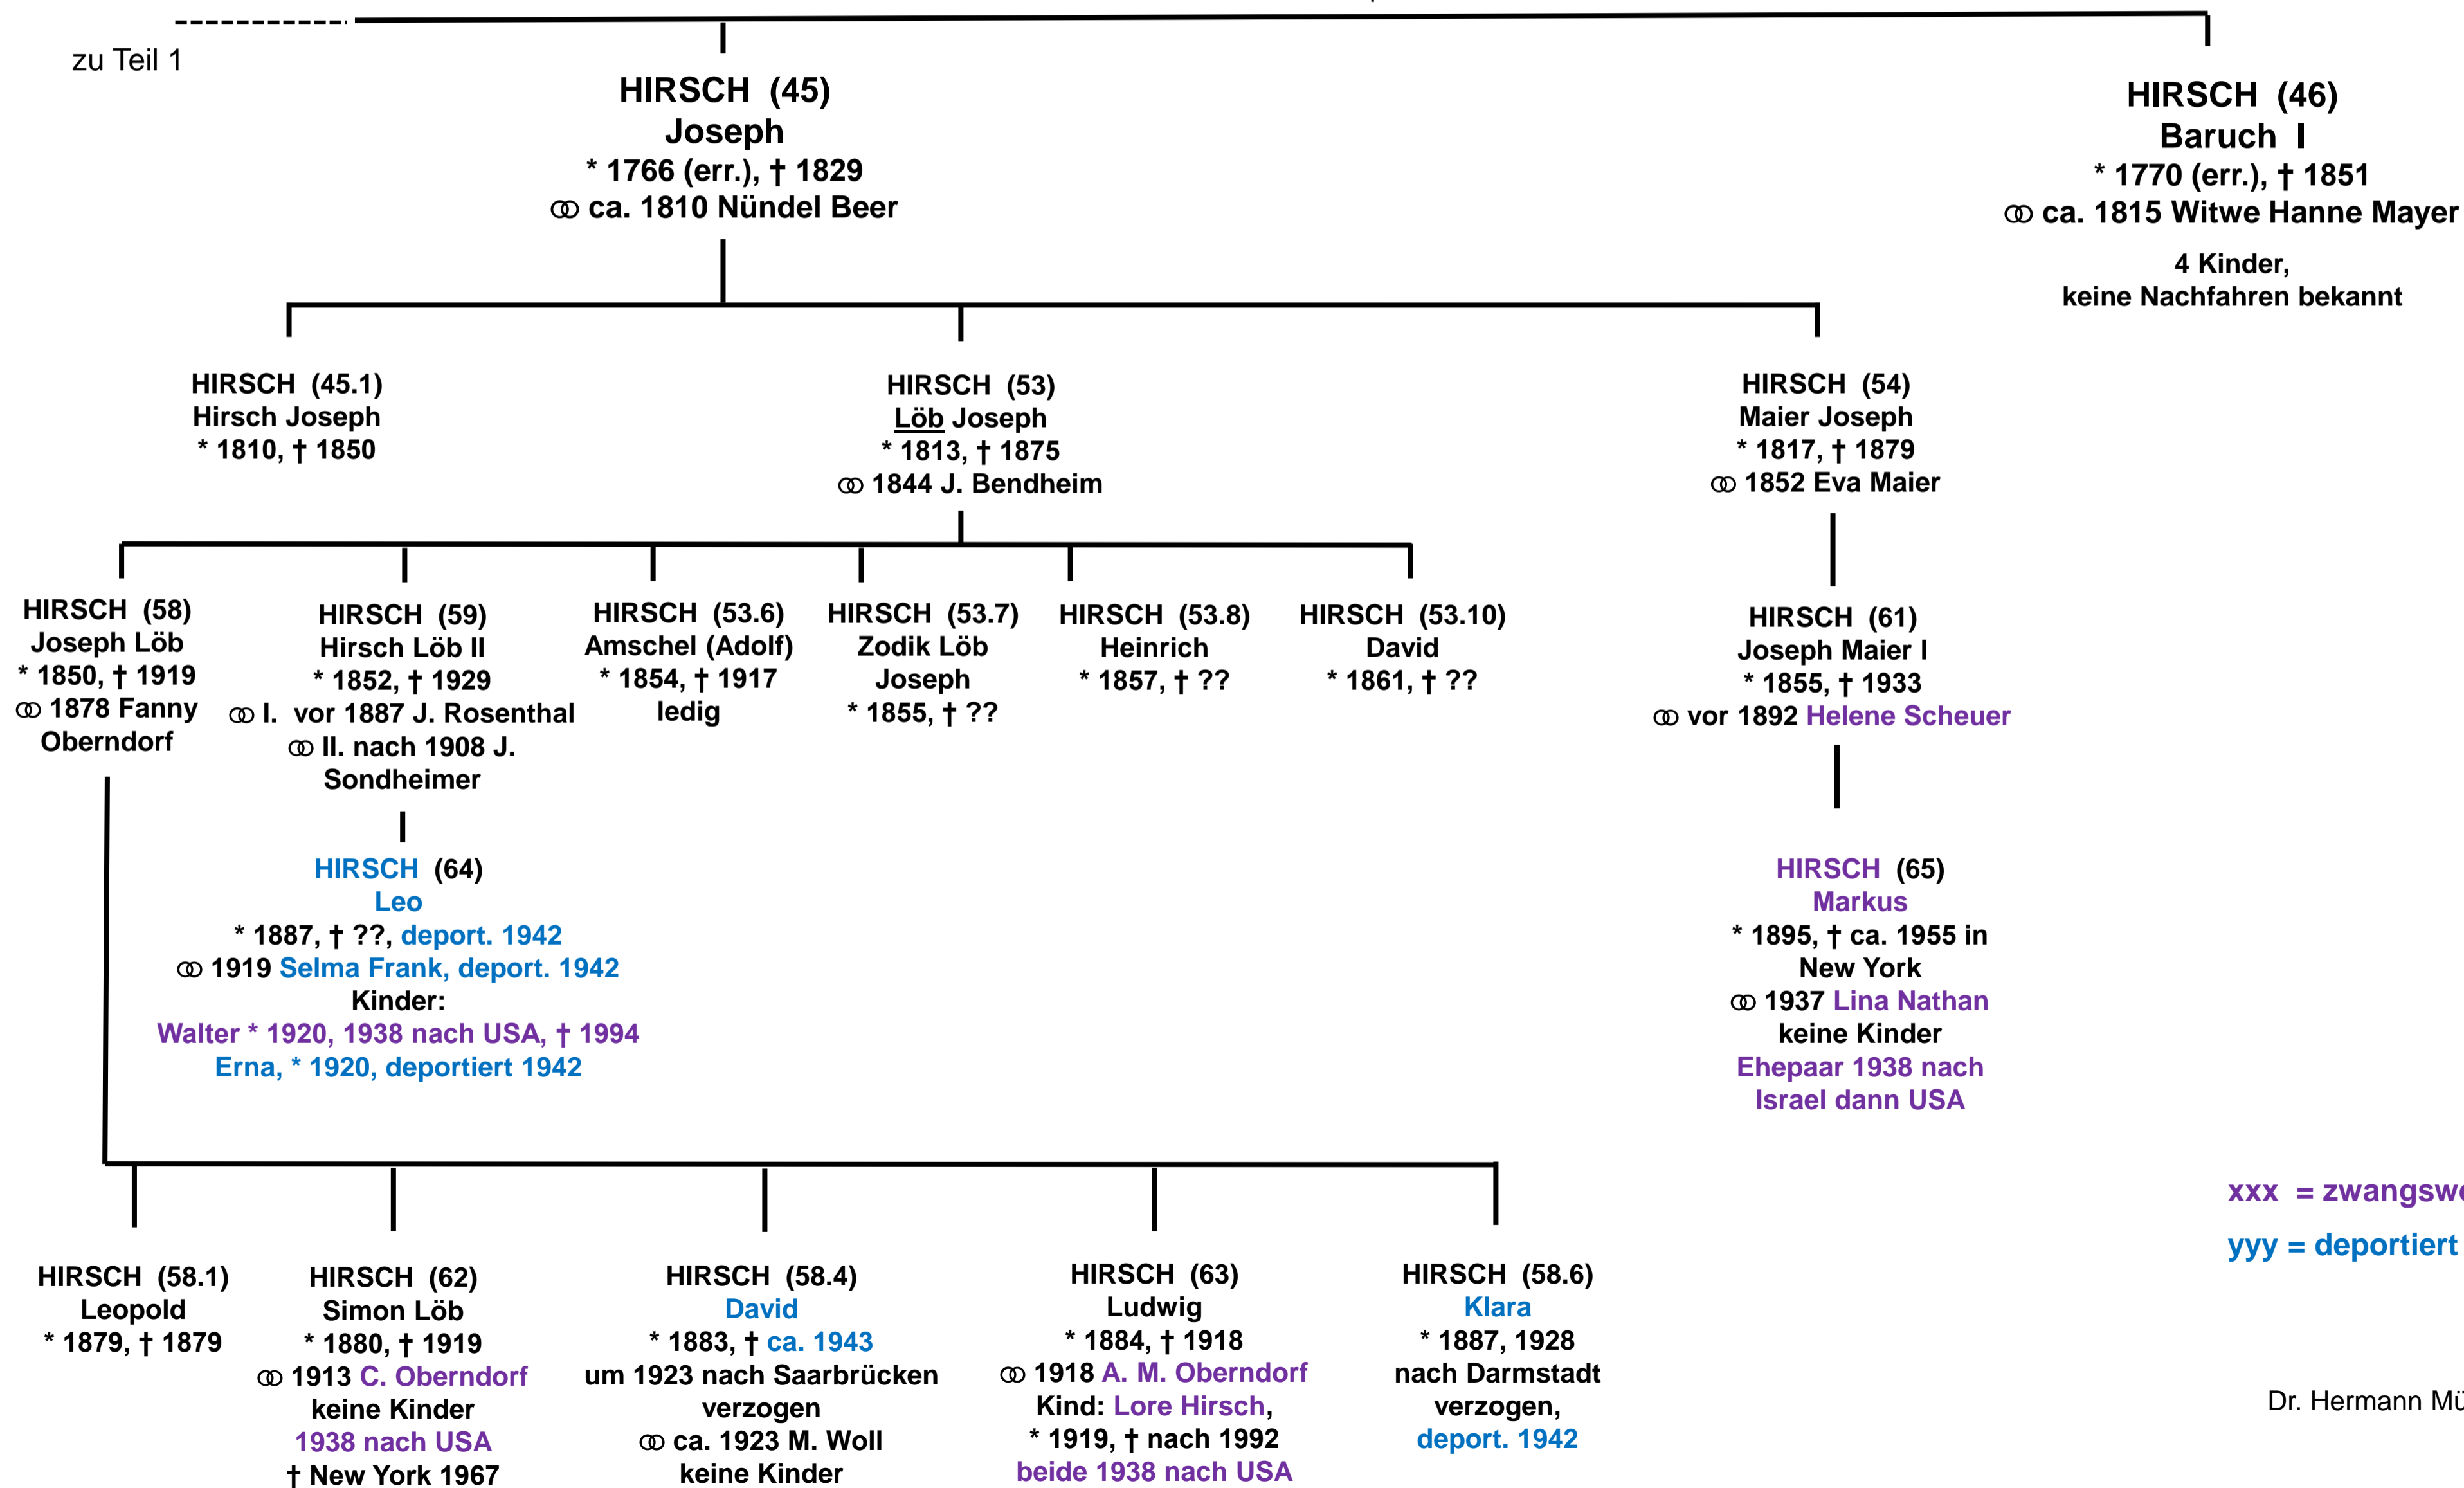 zu Teil 1
HIRSCH (45)
Joseph
* 1766 (err.), † 1829
⚭ ca. 1810 Nündel Beer
HIRSCH (46)
Baruch I
* 1770 (err.), † 1851
⚭ ca. 1815 Witwe Hanne Mayer
4 Kinder,
keine Nachfahren bekannt
HIRSCH (45.1)
Hirsch Joseph
* 1810, † 1850
HIRSCH (53)
Löb Joseph
* 1813, † 1875
⚭ 1844 J. Bendheim
HIRSCH (54)
Maier Joseph
* 1817, † 1879
⚭ 1852 Eva Maier
HIRSCH (58)
Joseph Löb
* 1850, † 1919
⚭ 1878 Fanny
Oberndorf
HIRSCH (59)
Hirsch Löb II
* 1852, † 1929
⚭ I. vor 1887 J. Rosenthal
⚭ II. nach 1908 J.
Sondheimer
HIRSCH (53.6)
Amschel (Adolf)
* 1854, † 1917
ledig
HIRSCH (53.7)
Zodik Löb
Joseph
* 1855, † ??
HIRSCH (53.8)
Heinrich
* 1857, † ??
HIRSCH (53.10)
David
* 1861, † ??
HIRSCH (61)
Joseph Maier I
* 1855, † 1933
⚭ vor 1892 Helene Scheuer
HIRSCH (64)
Leo
* 1887, † ??, deport. 1942
⚭ 1919 Selma Frank, deport. 1942
Kinder:
Walter * 1920, 1938 nach USA, † 1994
Erna, * 1920, deportiert 1942
HIRSCH (65)
Markus
* 1895, † ca. 1955 in
New York
⚭ 1937 Lina Nathan
keine Kinder
Ehepaar 1938 nach
Israel dann USA
xxx = zwangsw
yyy = deportiert
HIRSCH (58.1)
Leopold
* 1879, † 1879
HIRSCH (62)
Simon Löb
* 1880, † 1919
⚭ 1913 C. Oberndorf
keine Kinder
1938 nach USA
† New York 1967
HIRSCH (58.4)
David
* 1883, † ca. 1943
um 1923 nach Saarbrücken
verzogen
⚭ ca. 1923 M. Woll
keine Kinder
HIRSCH (63)
Ludwig
* 1884, † 1918
⚭ 1918 A. M. Oberndorf
Kind: Lore Hirsch,
* 1919, † nach 1992
beide 1938 nach USA
HIRSCH (58.6)
Klara
* 1887, 1928
nach Darmstadt
verzogen,
deport. 1942
Dr. Hermann Mü